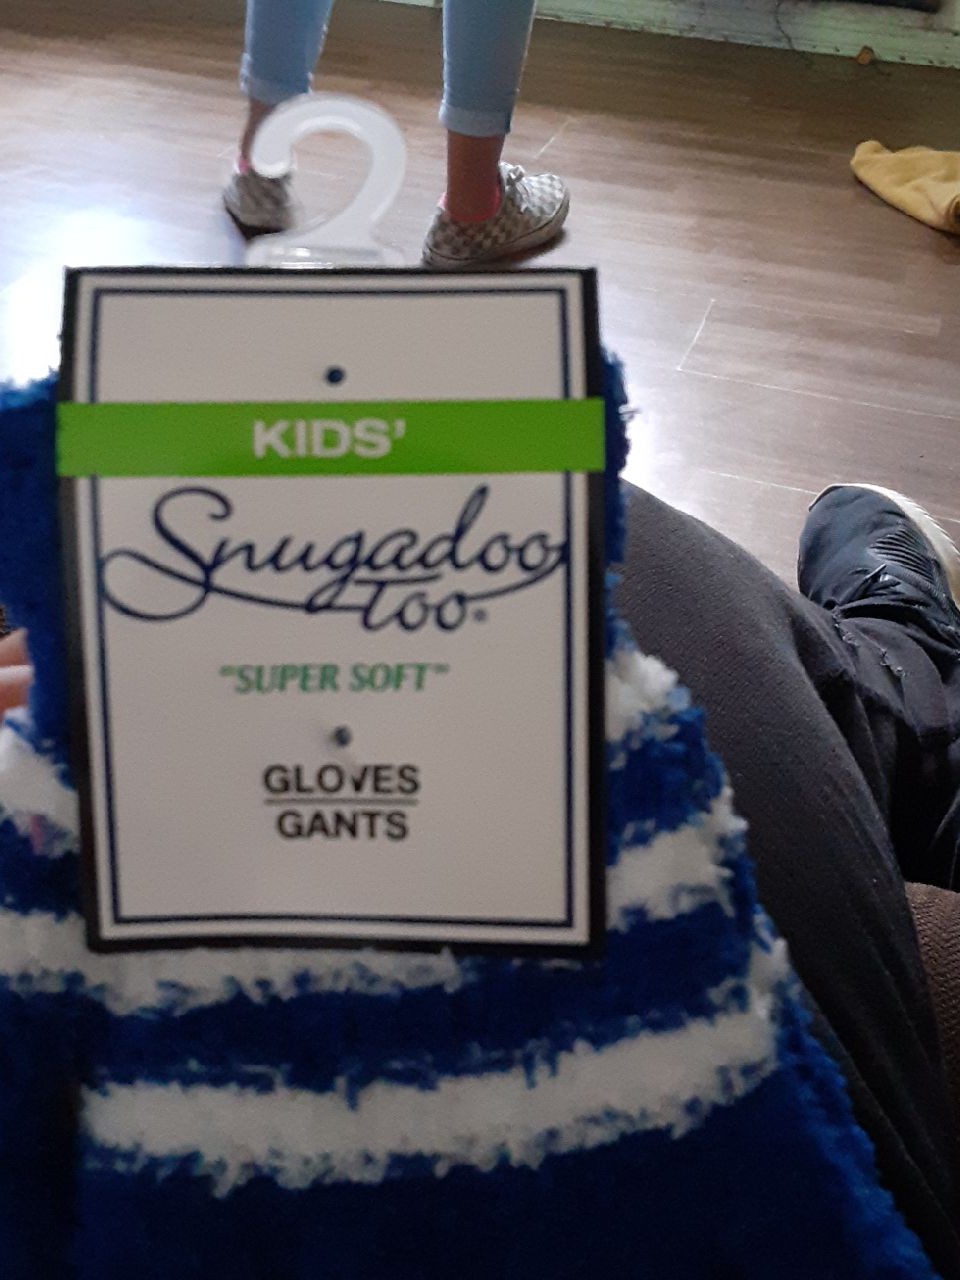 KIDS'
Snugadoo
Too®
"SUPER SOFT"
GLOVES
GANTS